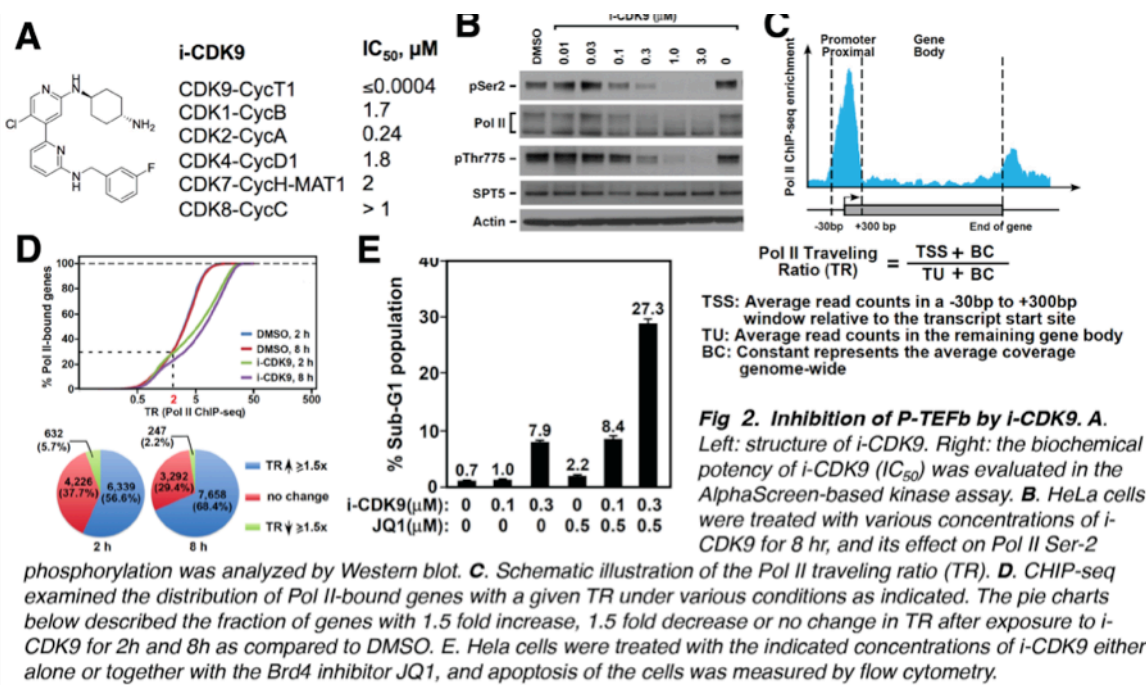 A
i-CDK9 IC50, μM
CDK9-CycT1 ≤0.0004
CDK1-CycB 1.7
CDK2-CycA 0.24
CDK4-CycD1 1.8
CDK7-CycH-MAT1 2
CDK8-CycC > 1
N
H
N
NH2
Cl
N
N
H
F
B
i-CDK9 (μM)
DMSO 0.01 0.03 0.1 0.3 1.0 3.0 0
pSer2
Pol II
pThr775
SPT5
Actin
C
Promoter Proximal
Gene Body
Pol II ChIP-seq enrichment
-30bp +300 bp End of gene
Pol II Traveling Ratio (TR) = TSS + BC
TU + BC
TSS: Average read counts in a -30bp to +300bp
window relative to the transcript start site
TU: Average read counts in the remaining gene body
BC: Constant represents the average coverage
genome-wide
D
% Pol II-bound genes
100
80
60
40
20
0
DMSO, 2 h
DMSO, 8 h
i-CDK9, 2 h
i-CDK9, 8 h
0.5 2 5 50 500
TR (Pol II ChIP-seq)
632
(5.7%)
4,226
(37.7%)
6,339
(56.6%)
2 h
247
(2.2%)
3,292
(29.4%)
7,658
(68.4%)
8 h
TR ≥1.5x
no change
TR ≥1.5x
E
% Sub-G1 population
40
30
20
10
0
0.7 1.0 7.9 2.2 8.4 27.3
i-CDK9(μM) 0 0.1 0.3 0 0.1 0.3
JQ1(μM) 0 0 0 0.5 0.5 0.5
Fig 2. Inhibition of P-TEFb by i-CDK9. A.
Left: structure of i-CDK9. Right: the biochemical
potency of i-CDK9 (IC50) was evaluated in the
AlphaScreen-based kinase assay. B. HeLa cells
were treated with various concentrations of i-
CDK9 for 8 hr, and its effect on Pol II Ser-2
phosphorylation was analyzed by Western blot. C. Schematic illustration of the Pol II traveling ratio (TR). D. CHIP-seq
examined the distribution of Pol II-bound genes with a given TR under various conditions as indicated. The pie charts
below described the fraction of genes with 1.5 fold increase, 1.5 fold decrease or no change in TR after exposure to i-
CDK9 for 2h and 8h as compared to DMSO. E. Hela cells were treated with the indicated concentrations of i-CDK9 either
alone or together with the Brd4 inhibitor JQ1, and apoptosis of the cells was measured by flow cytometry.